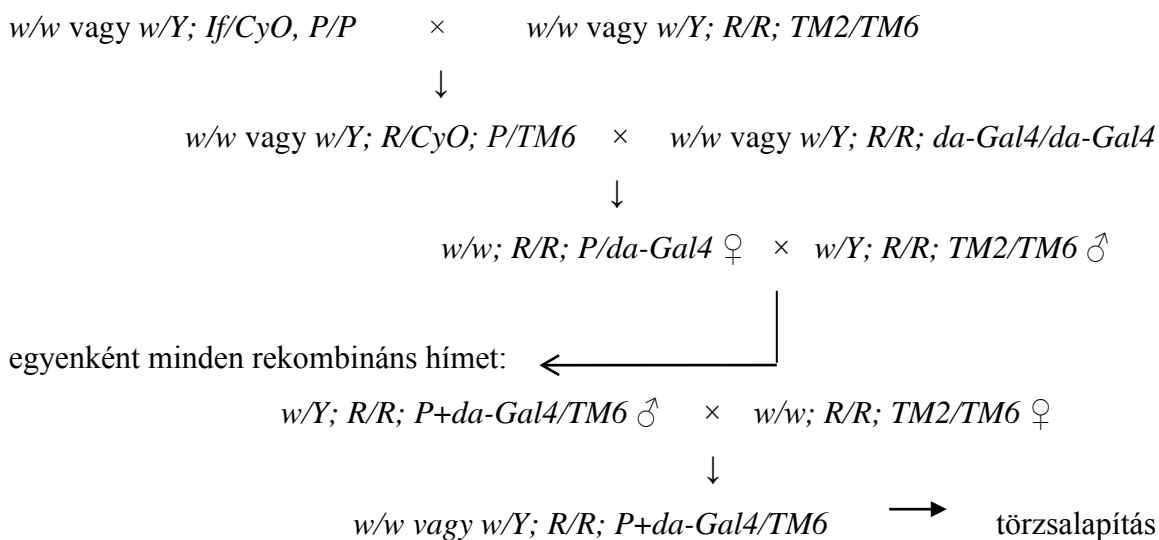 w/w vagy w/Y; If/CyO, P/P × w/w vagy w/Y; R/R; TM2/TM6
↓
w/w vagy w/Y; R/CyO; P/TM6 × w/w vagy w/Y; R/R; da-Gal4/da-Gal4
↓
w/w; R/R; P/da-Gal4 ♀ × w/Y; R/R; TM2/TM6 ♂
egyenként minden rekombináns hímet:
w/Y; R/R; P+da-Gal4/TM6 ♂ × w/w; R/R; TM2/TM6 ♀
↓
w/w vagy w/Y; R/R; P+da-Gal4/TM6 → törzsalapítás